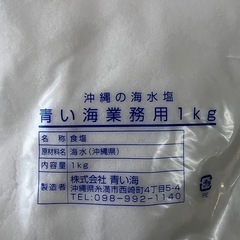 沖縄の海水塩
青い海業務用1kg
名称 食塩
原材料名 海水(沖縄県)
内容量 1kg
製造者 株式会社 青い海
沖縄県糸満市西崎町4丁目5-4
TEL:098-992-1140
PE